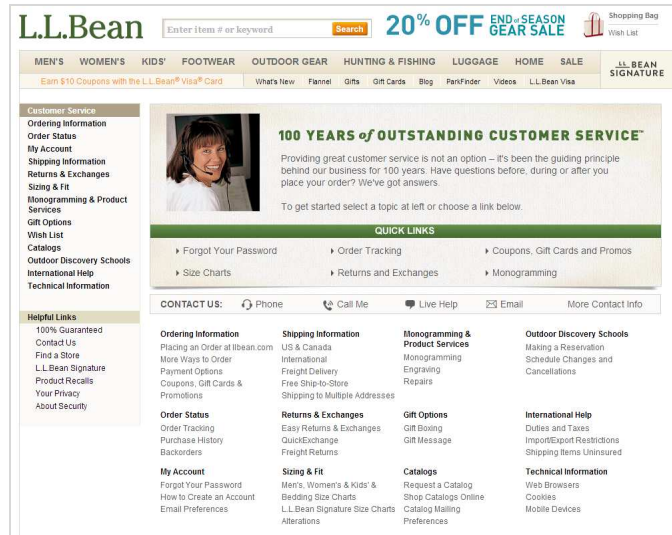 L.L.Bean
Enter item # or keyword
Search
20% OFF END of SEASON GEAR SALE
Shopping Bag
Wish List
MEN'S WOMEN'S KIDS' FOOTWEAR OUTDOOR GEAR HUNTING & FISHING LUGGAGE HOME SALE
L.L. BEAN
SIGNATURE
Earn $10 Coupons with the L.L.Bean® Visa® Card What's New Flannel Gifts Gift Cards Blog ParkFinder Videos L.L.Bean Visa
Customer Service
Ordering Information
Order Status
My Account
Shipping Information
Returns & Exchanges
Sizing & Fit
Monogramming & Product
Services
Gift Options
Wish List
Catalogs
Outdoor Discovery Schools
International Help
Technical Information
Helpful Links
100% Guaranteed
Contact Us
Find a Store
L.L.Bean Signature
Product Recalls
Your Privacy
About Security
100 YEARS of OUTSTANDING CUSTOMER SERVICE™
Providing great customer service is not an option – it's been the guiding principle
behind our business for 100 years. Have questions before, during or after you
place your order? We've got answers.
To get started select a topic at left or choose a link below.
QUICK LINKS
Forgot Your Password Order Tracking Coupons, Gift Cards and Promos
Size Charts Returns and Exchanges Monogramming
CONTACT US: Phone Call Me Live Help Email More Contact Info
Ordering Information
Placing an Order at llbean.com
More Ways to Order
Payment Options
Coupons, Gift Cards &
Promotions
Shipping Information
US & Canada
International
Freight Delivery
Free Ship-to-Store
Shipping to Multiple Addresses
Monogramming &
Product Services
Monogramming
Engraving
Repairs
Outdoor Discovery Schools
Making a Reservation
Schedule Changes and
Cancellations
Order Status
Order Tracking
Purchase History
Backorders
Returns & Exchanges
Easy Returns & Exchanges
QuickExchange
Freight Returns
Gift Options
Gift Boxing
Gift Message
International Help
Duties and Taxes
Import/Export Restrictions
Shipping Items Uninsured
My Account
Forgot Your Password
How to Create an Account
Email Preferences
Sizing & Fit
Men's, Women's & Kids' &
Bedding Size Charts
L.L.Bean Signature Size Charts
Alterations
Catalogs
Request a Catalog
Shop Catalogs Online
Catalog Mailing
Preferences
Technical Information
Web Browsers
Cookies
Mobile Devices